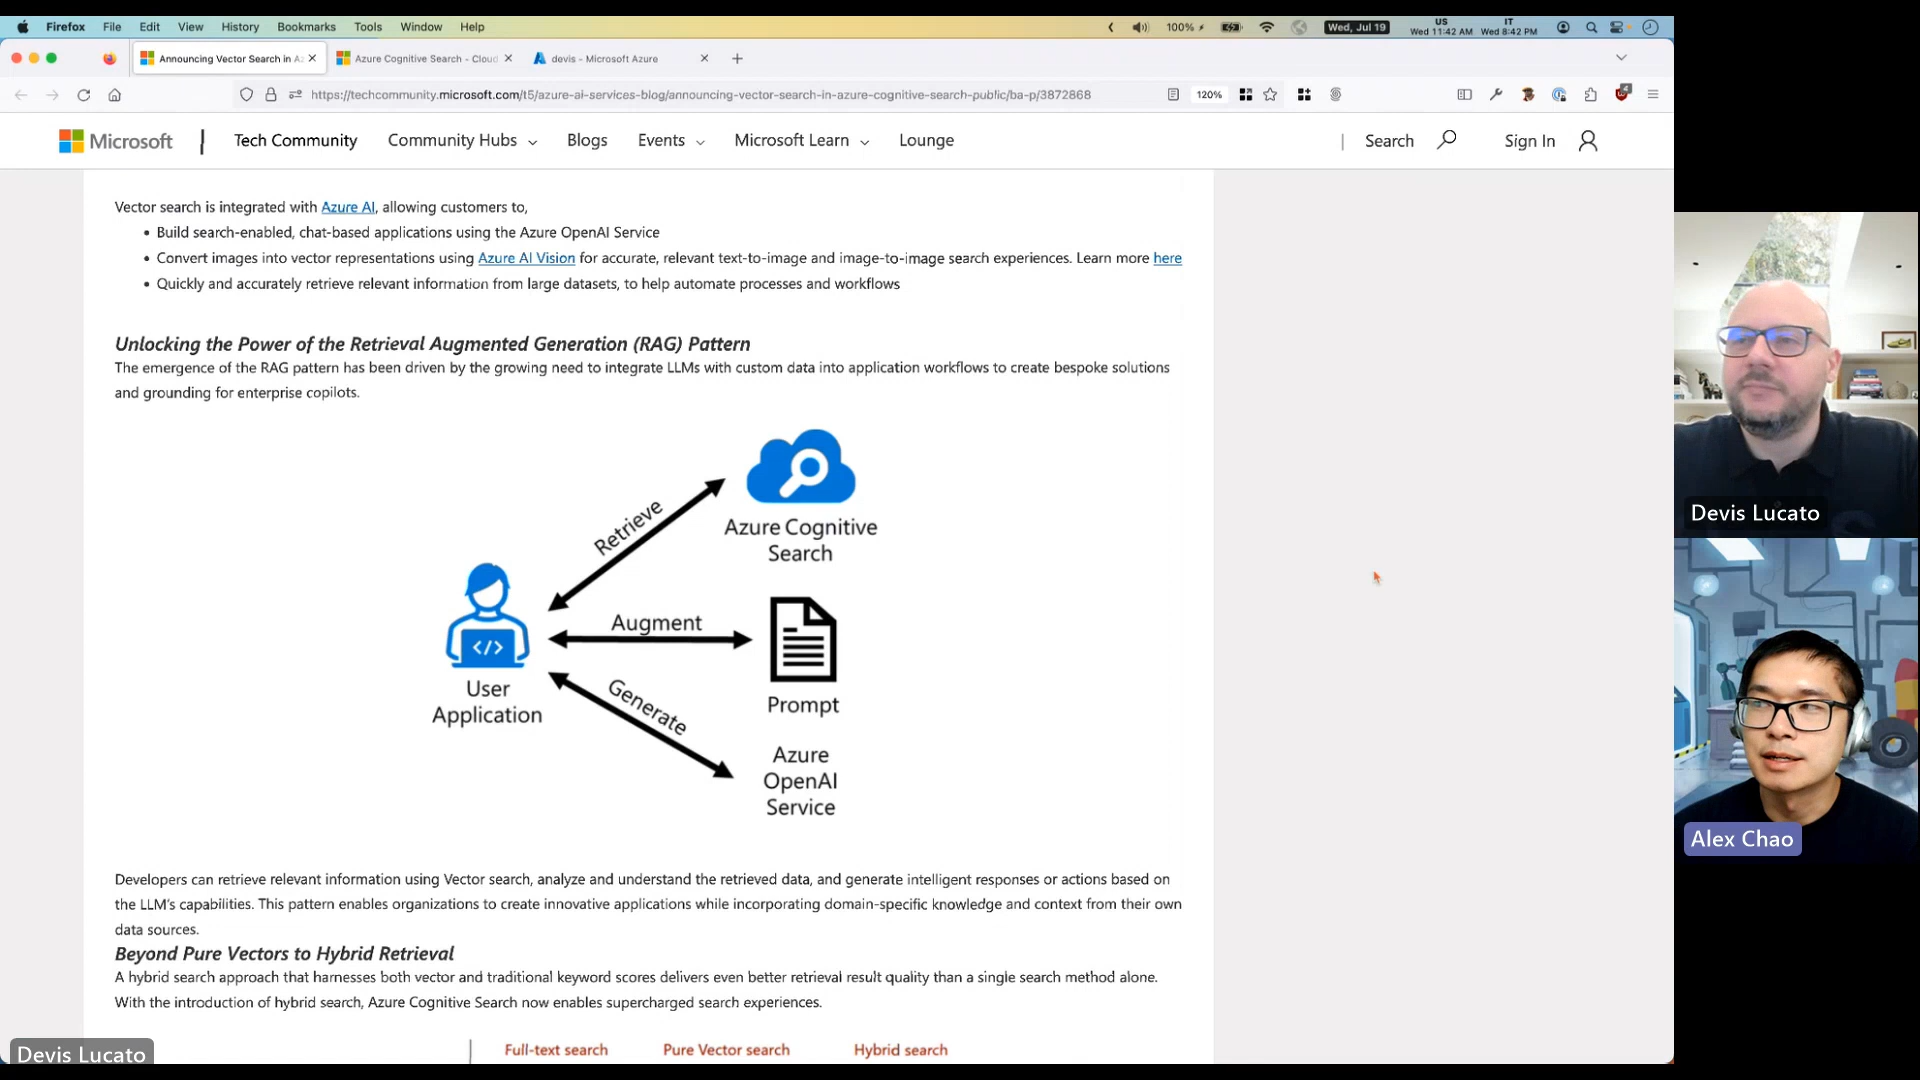 Firefox File Edit View History Bookmarks Tools Window Help
100%
Wed, Jul 19
US
Wed 11:42 AM
IT
Wed 8:42 PM
Announcing Vector Search in A
Azure Cognitive Search - Cloud
devis - Microsoft Azure
https://techcommunity.microsoft.com/t5/azure-ai-services-blog/announcing-vector-search-in-azure-cognitive-search-public/ba-p/3872868
120%
4
Microsoft
Tech Community Community Hubs Blogs Events Microsoft Learn Lounge
Search Sign In
Vector search is integrated with Azure AI, allowing customers to,
• Build search-enabled, chat-based applications using the Azure OpenAI Service
• Convert images into vector representations using Azure AI Vision for accurate, relevant text-to-image and image-to-image search experiences. Learn more here
• Quickly and accurately retrieve relevant information from large datasets, to help automate processes and workflows
Unlocking the Power of the Retrieval Augmented Generation (RAG) Pattern
The emergence of the RAG pattern has been driven by the growing need to integrate LLMs with custom data into application workflows to create bespoke solutions
and grounding for enterprise copilots.
Retrieve
Azure Cognitive
Search
Augment
</>
User
Application
Prompt
Generate
Azure
OpenAI
Service
Developers can retrieve relevant information using Vector search, analyze and understand the retrieved data, and generate intelligent responses or actions based on
the LLM's capabilities. This pattern enables organizations to create innovative applications while incorporating domain-specific knowledge and context from their own
data sources.
Beyond Pure Vectors to Hybrid Retrieval
A hybrid search approach that harnesses both vector and traditional keyword scores delivers even better retrieval result quality than a single search method alone.
With the introduction of hybrid search, Azure Cognitive Search now enables supercharged search experiences.
Full-text search Pure Vector search Hybrid search
Devis Lucato
Devis Lucato
Alex Chao